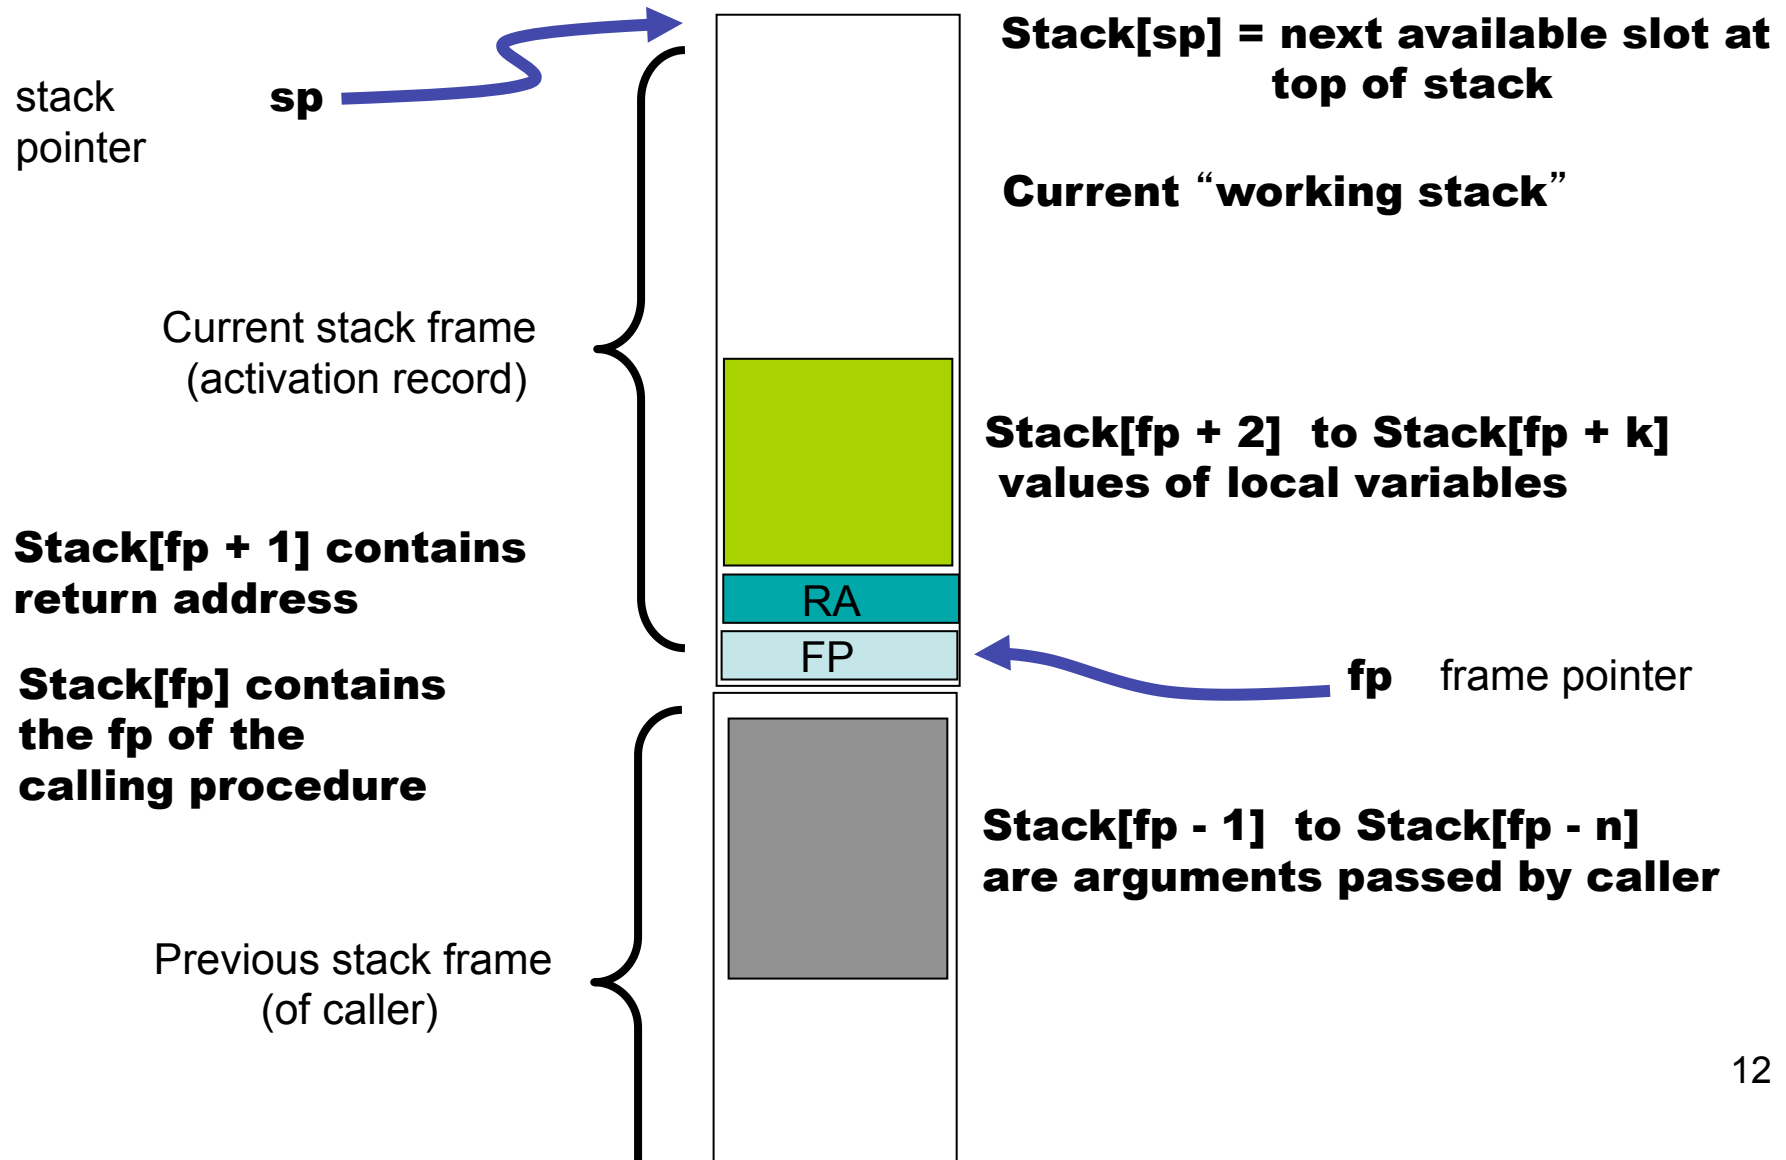 Stack[sp] = next available slot at
top of stack
stack
pointer
sp
Current “working stack”
Current stack frame
(activation record)
Stack[fp + 2]  to Stack[fp + k]
values of local variables
Stack[fp + 1] contains
return address
RA
FP
Stack[fp] contains
the fp of the
calling procedure
fp
frame pointer
Stack[fp - 1]  to Stack[fp - n]
are arguments passed by caller
Previous stack frame
(of caller)
12